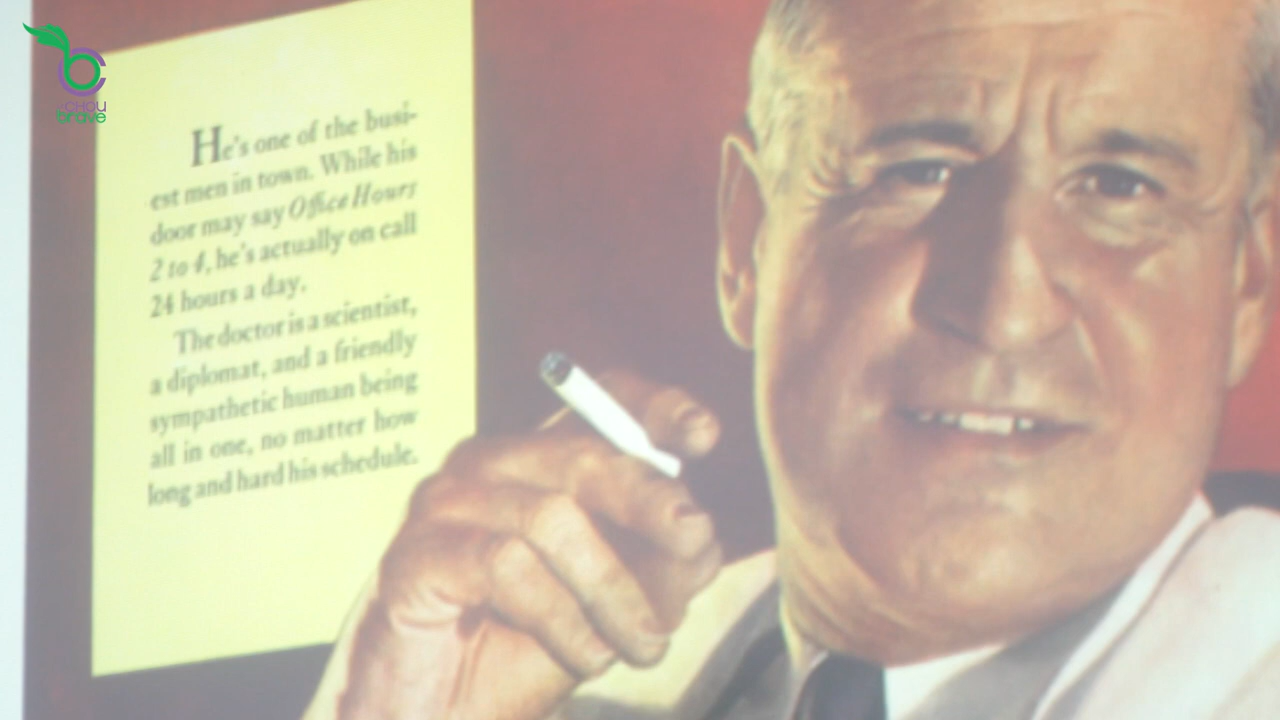 le CHOU
brave
He's one of the busi-
est men in town. While his
door may say Office Hours
2 to 4, he's actually on call
24 hours a day.
The doctor is a scientist,
a diplomat, and a friendly
sympathetic human being
all in one, no matter how
long and hard his schedule.